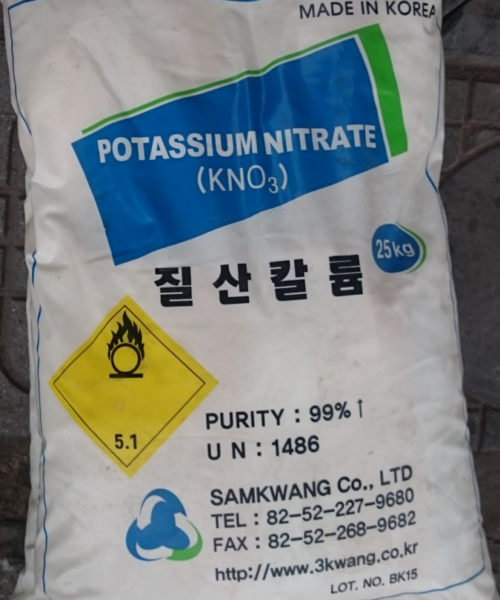 MADE IN KOREA
POTASSIUM NITRATE
(KNO₃)
25kg
질산칼륨
5.1
PURITY : 99%↑
U N : 1486
SAMKWANG Co., LTD
TEL : 82-52-227-9680
FAX : 82-52-268-9682
http://www.3kwang.co.kr
LOT. NO. BK15